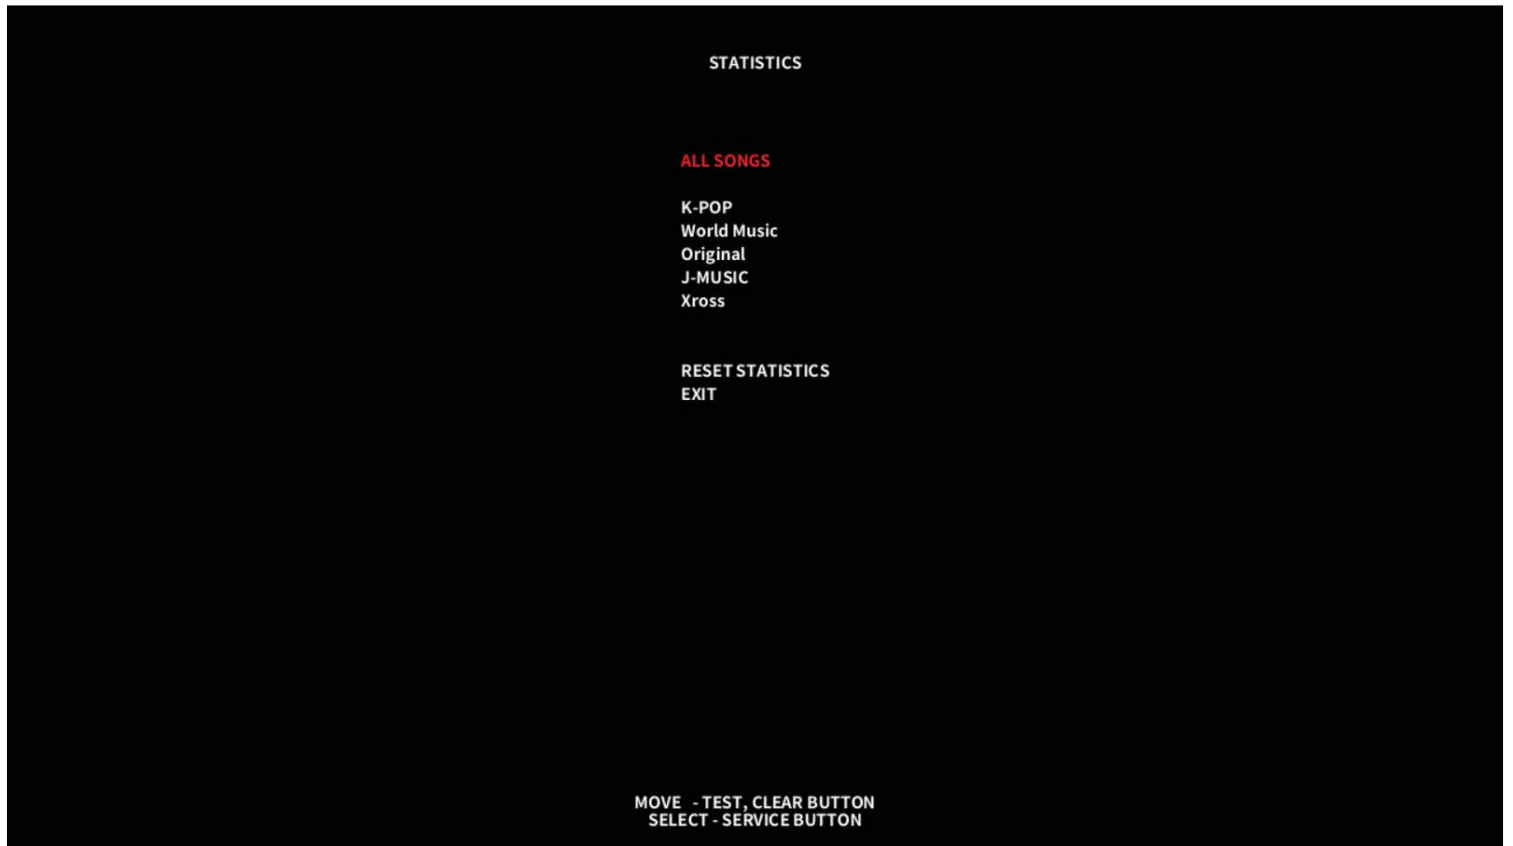 STATISTICS
ALL SONGS
K-POP
World Music
Original
J-MUSIC
Xross
RESET STATISTICS
EXIT
MOVE - TEST, CLEAR BUTTON
SELECT - SERVICE BUTTON